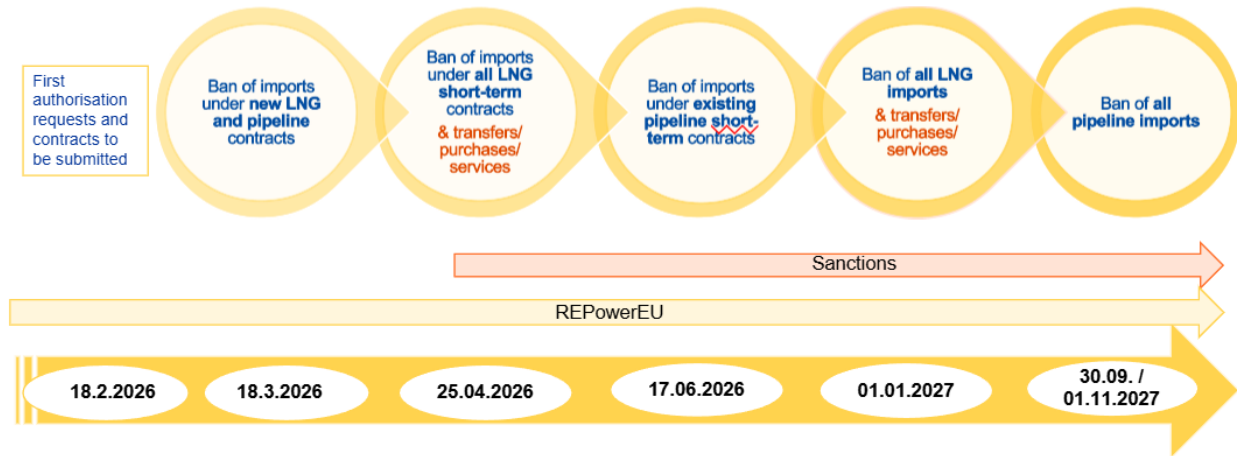 First
authorisation
requests and
contracts to
be submitted
Ban of imports
under new LNG
and pipeline
contracts
Ban of imports
under all LNG
short-term
contracts
& transfers/
purchases/
services
Ban of imports
under existing
pipeline short-
term contracts
Ban of all LNG
imports
& transfers/
purchases/
services
Ban of all
pipeline imports
Sanctions
REPowerEU
18.2.2026
18.3.2026
25.04.2026
17.06.2026
01.01.2027
30.09. /
01.11.2027